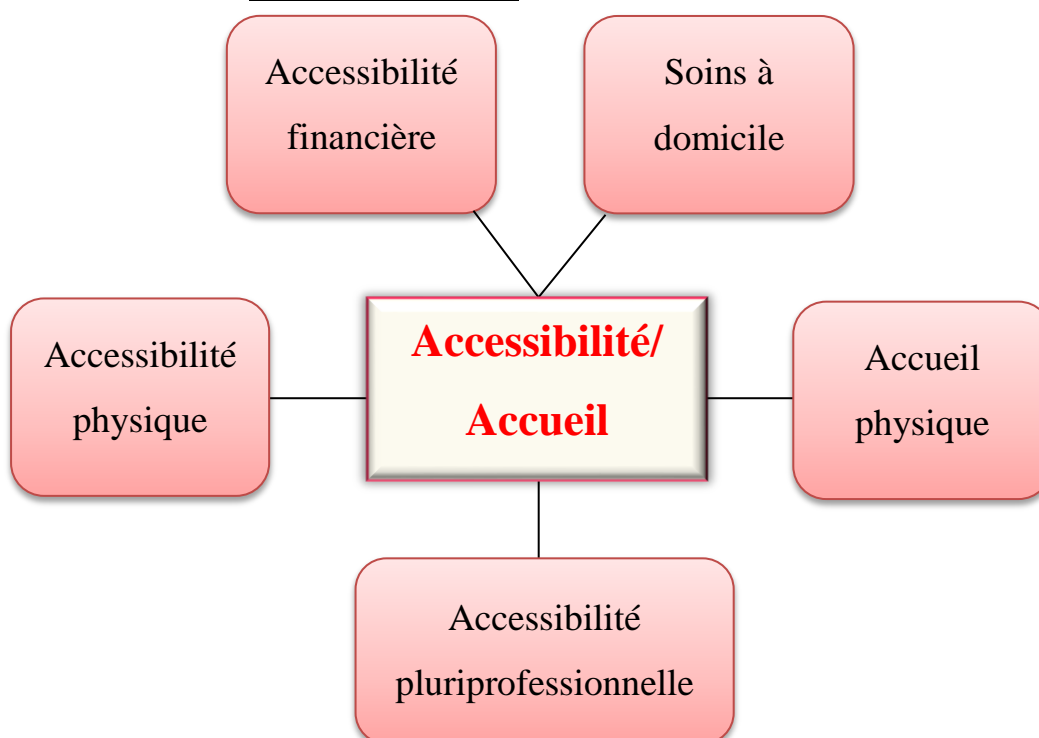 Accessibilité
financière
Soins à
domicile
Accessibilité
physique
Accessibilité/
Accueil
Accueil
physique
Accessibilité
pluriprofessionnelle